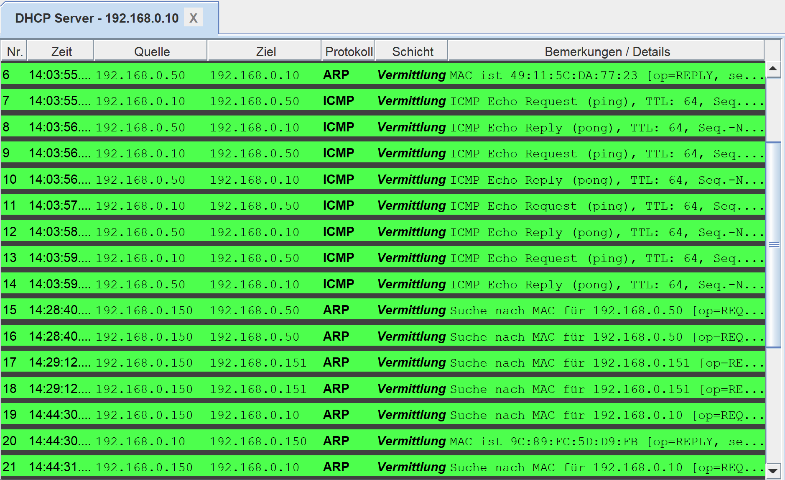 DHCP Server - 192.168.0.10 X
Nr. Zeit Quelle Ziel Protokoll Schicht Bemerkungen / Details
6 14:03:55.... 192.168.0.50 192.168.0.10 ARP Vermittlung MAC ist 49:11:5C:DA:77:23 [op=REPLY, se...
7 14:03:55.... 192.168.0.10 192.168.0.50 ICMP Vermittlung ICMP Echo Request (ping), TTL: 64, Seq....
8 14:03:56.... 192.168.0.50 192.168.0.10 ICMP Vermittlung ICMP Echo Reply (pong), TTL: 64, Seq.-N...
9 14:03:56.... 192.168.0.10 192.168.0.50 ICMP Vermittlung ICMP Echo Request (ping), TTL: 64, Seq....
10 14:03:56.... 192.168.0.50 192.168.0.10 ICMP Vermittlung ICMP Echo Reply (pong), TTL: 64, Seq.-N...
11 14:03:57.... 192.168.0.10 192.168.0.50 ICMP Vermittlung ICMP Echo Request (ping), TTL: 64, Seq....
12 14:03:58.... 192.168.0.50 192.168.0.10 ICMP Vermittlung ICMP Echo Reply (pong), TTL: 64, Seq.-N...
13 14:03:59.... 192.168.0.10 192.168.0.50 ICMP Vermittlung ICMP Echo Request (ping), TTL: 64, Seq....
14 14:03:59.... 192.168.0.50 192.168.0.10 ICMP Vermittlung ICMP Echo Reply (pong), TTL: 64, Seq.-N...
15 14:28:40.... 192.168.0.150 192.168.0.50 ARP Vermittlung Suche nach MAC für 192.168.0.50 [op=REQ...
16 14:28:40.... 192.168.0.150 192.168.0.50 ARP Vermittlung Suche nach MAC für 192.168.0.50 [op=REQ...
17 14:29:12.... 192.168.0.150 192.168.0.151 ARP Vermittlung Suche nach MAC für 192.168.0.151 [op=RE...
18 14:29:12.... 192.168.0.150 192.168.0.151 ARP Vermittlung Suche nach MAC für 192.168.0.151 [op=RE...
19 14:44:30.... 192.168.0.150 192.168.0.10 ARP Vermittlung Suche nach MAC für 192.168.0.10 [op=REQ...
20 14:44:30.... 192.168.0.10 192.168.0.150 ARP Vermittlung MAC ist 9C:89:FC:5D:D9:FB [op=REPLY, se...
21 14:44:31.... 192.168.0.150 192.168.0.10 ARP Vermittlung Suche nach MAC für 192.168.0.10 [op=REQ...